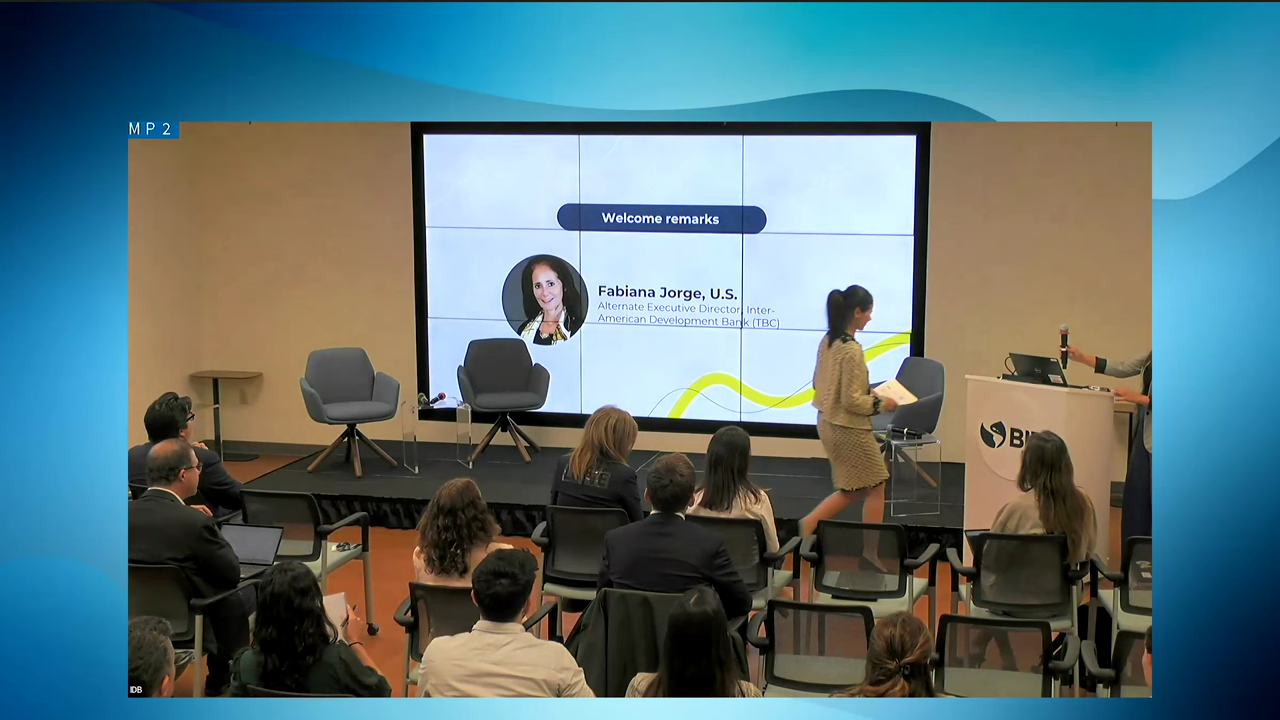 MP2
Welcome remarks
Fabiana Jorge, U.S.
Alternate Executive Director, Inter-
American Development Bank (TBC)
IDB